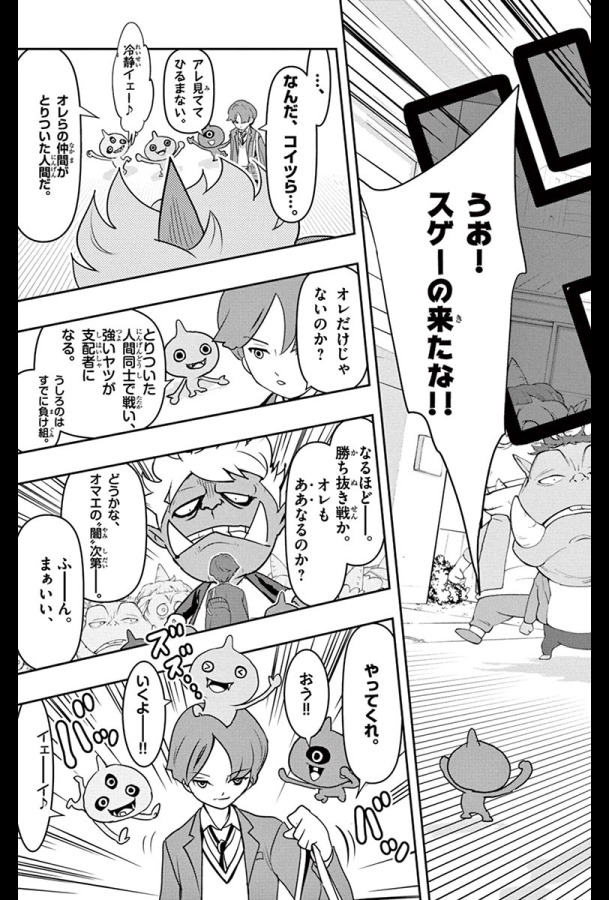 うお！
スゲーの来たな!!
…、
なんだ、コイツら…。
アレ見てて
ひるまない。
冷静イェー♪
オレらの仲間が
とりついた人間だ。
オレだけじゃ
ないのか？
とりついた
人間同士で戦い、
強いヤツが
支配者に
なる。
うしろのは
すでに負け組。
なるほどー。
勝ち抜き戦か。
オレも
ああなるのか？
どうかな、
オマエの〝闇〟次第ー。
ふーん。
まぁいい、
やってくれ。
おう!!
ズズズ…
いくよー!!
イェーイ♪